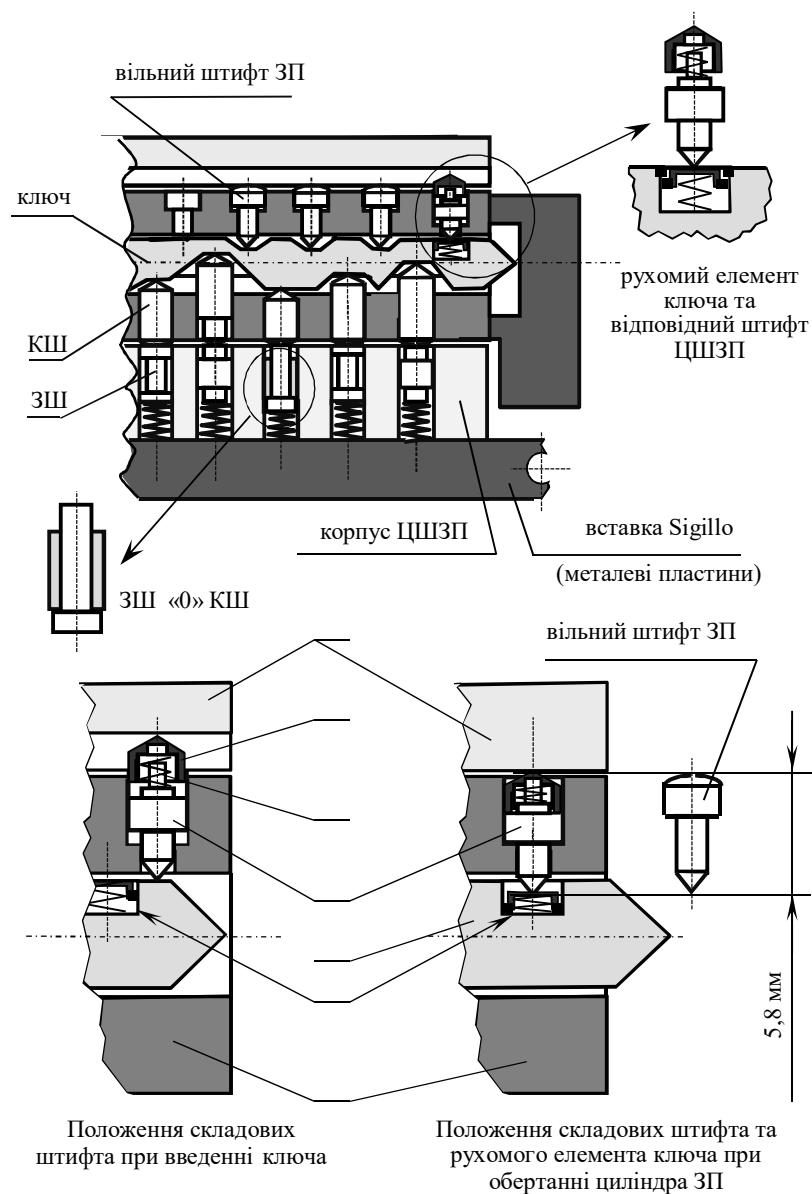 вільний штифт ЗП
ключ
рухомий елемент
ключа та
відповідний штифт
ЦШЗП
КШ
ЗШ
корпус ЦШЗП
вставка Sigillo
(металеві пластини)
ЗШ «0» КШ
вільний штифт ЗП
5,8 мм
Положення складових
штифта при введенні ключа
Положення складових штифта та
рухомого елемента ключа при
обертанні циліндра ЗП